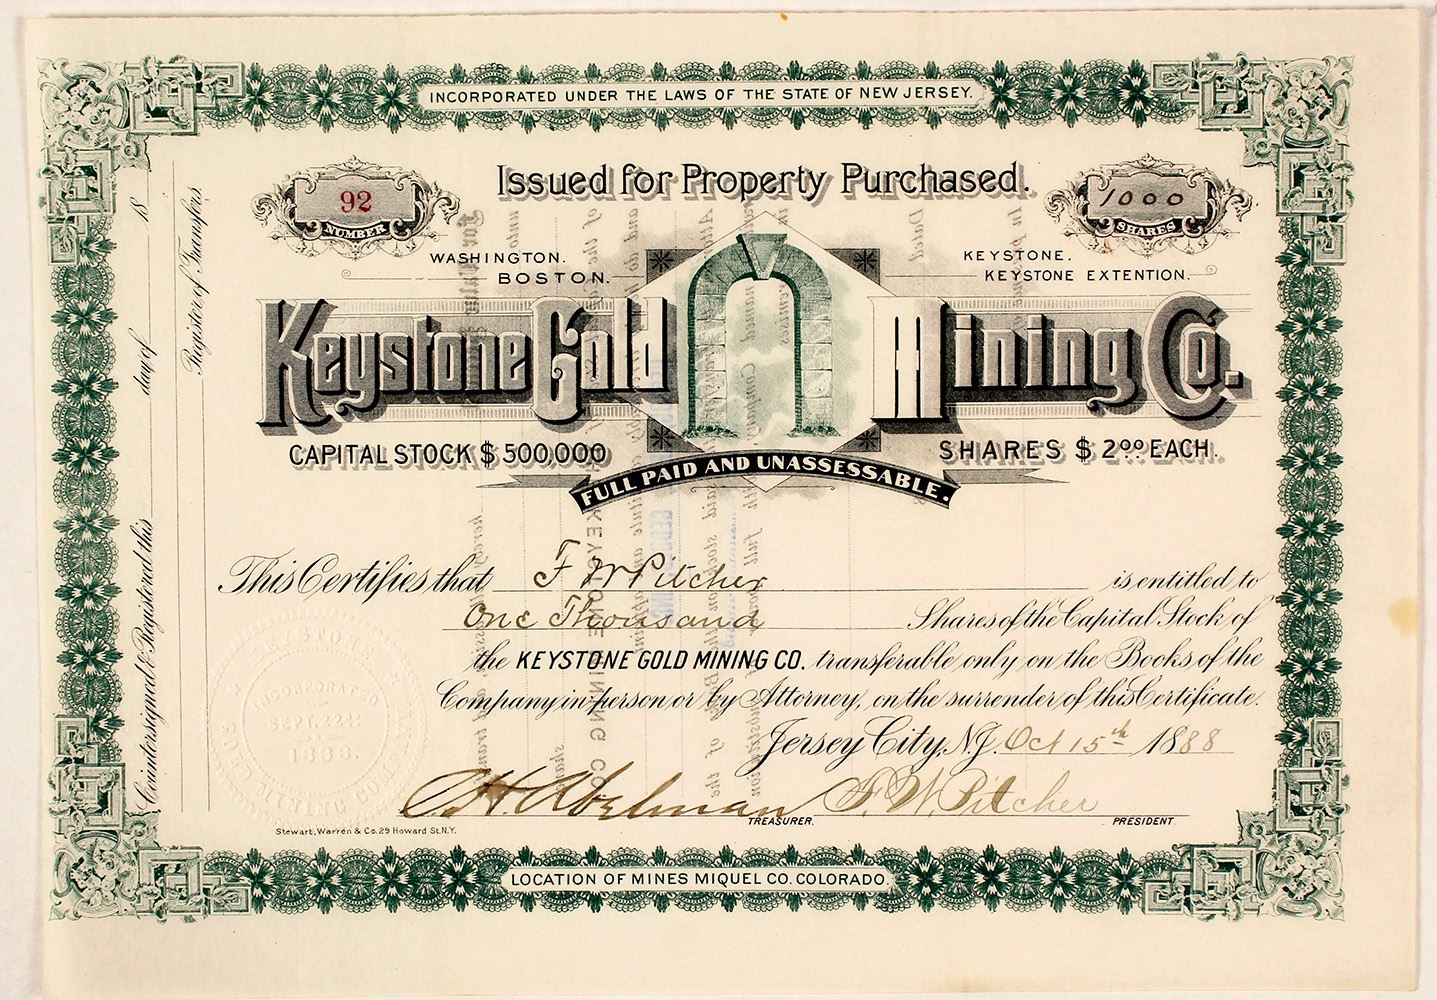 INCORPORATED UNDER THE LAWS OF THE STATE OF NEW JERSEY.
Issued for Property Purchased.
92
NUMBER
1000
SHARES
WASHINGTON.
BOSTON.
KEYSTONE.
KEYSTONE EXTENTION.
Keystone Gold Mining Co.
CAPITAL STOCK $ 500,000
SHARES $ 2.00 EACH.
FULL PAID AND UNASSESSABLE.
This Certifies that F W Pitcher is entitled to
One Thousand Shares of the Capital Stock of
the KEYSTONE GOLD MINING CO. transferable only on the Books of the
Company in person or by Attorney, on the surrender of this Certificate.
Jersey City, N.J. Oct 15th 1888
F. W. Pitcher
TREASURER.
PRESIDENT.
Stewart, Warren & Co. 29 Howard St. N.Y.
LOCATION OF MINES MIQUEL CO. COLORADO.
Countersigned & Registered this day of 18
Register of Transfers
KEYSTONE
GOLD MINING COMPANY
INCORPORATED
SEPT. 22
1888.